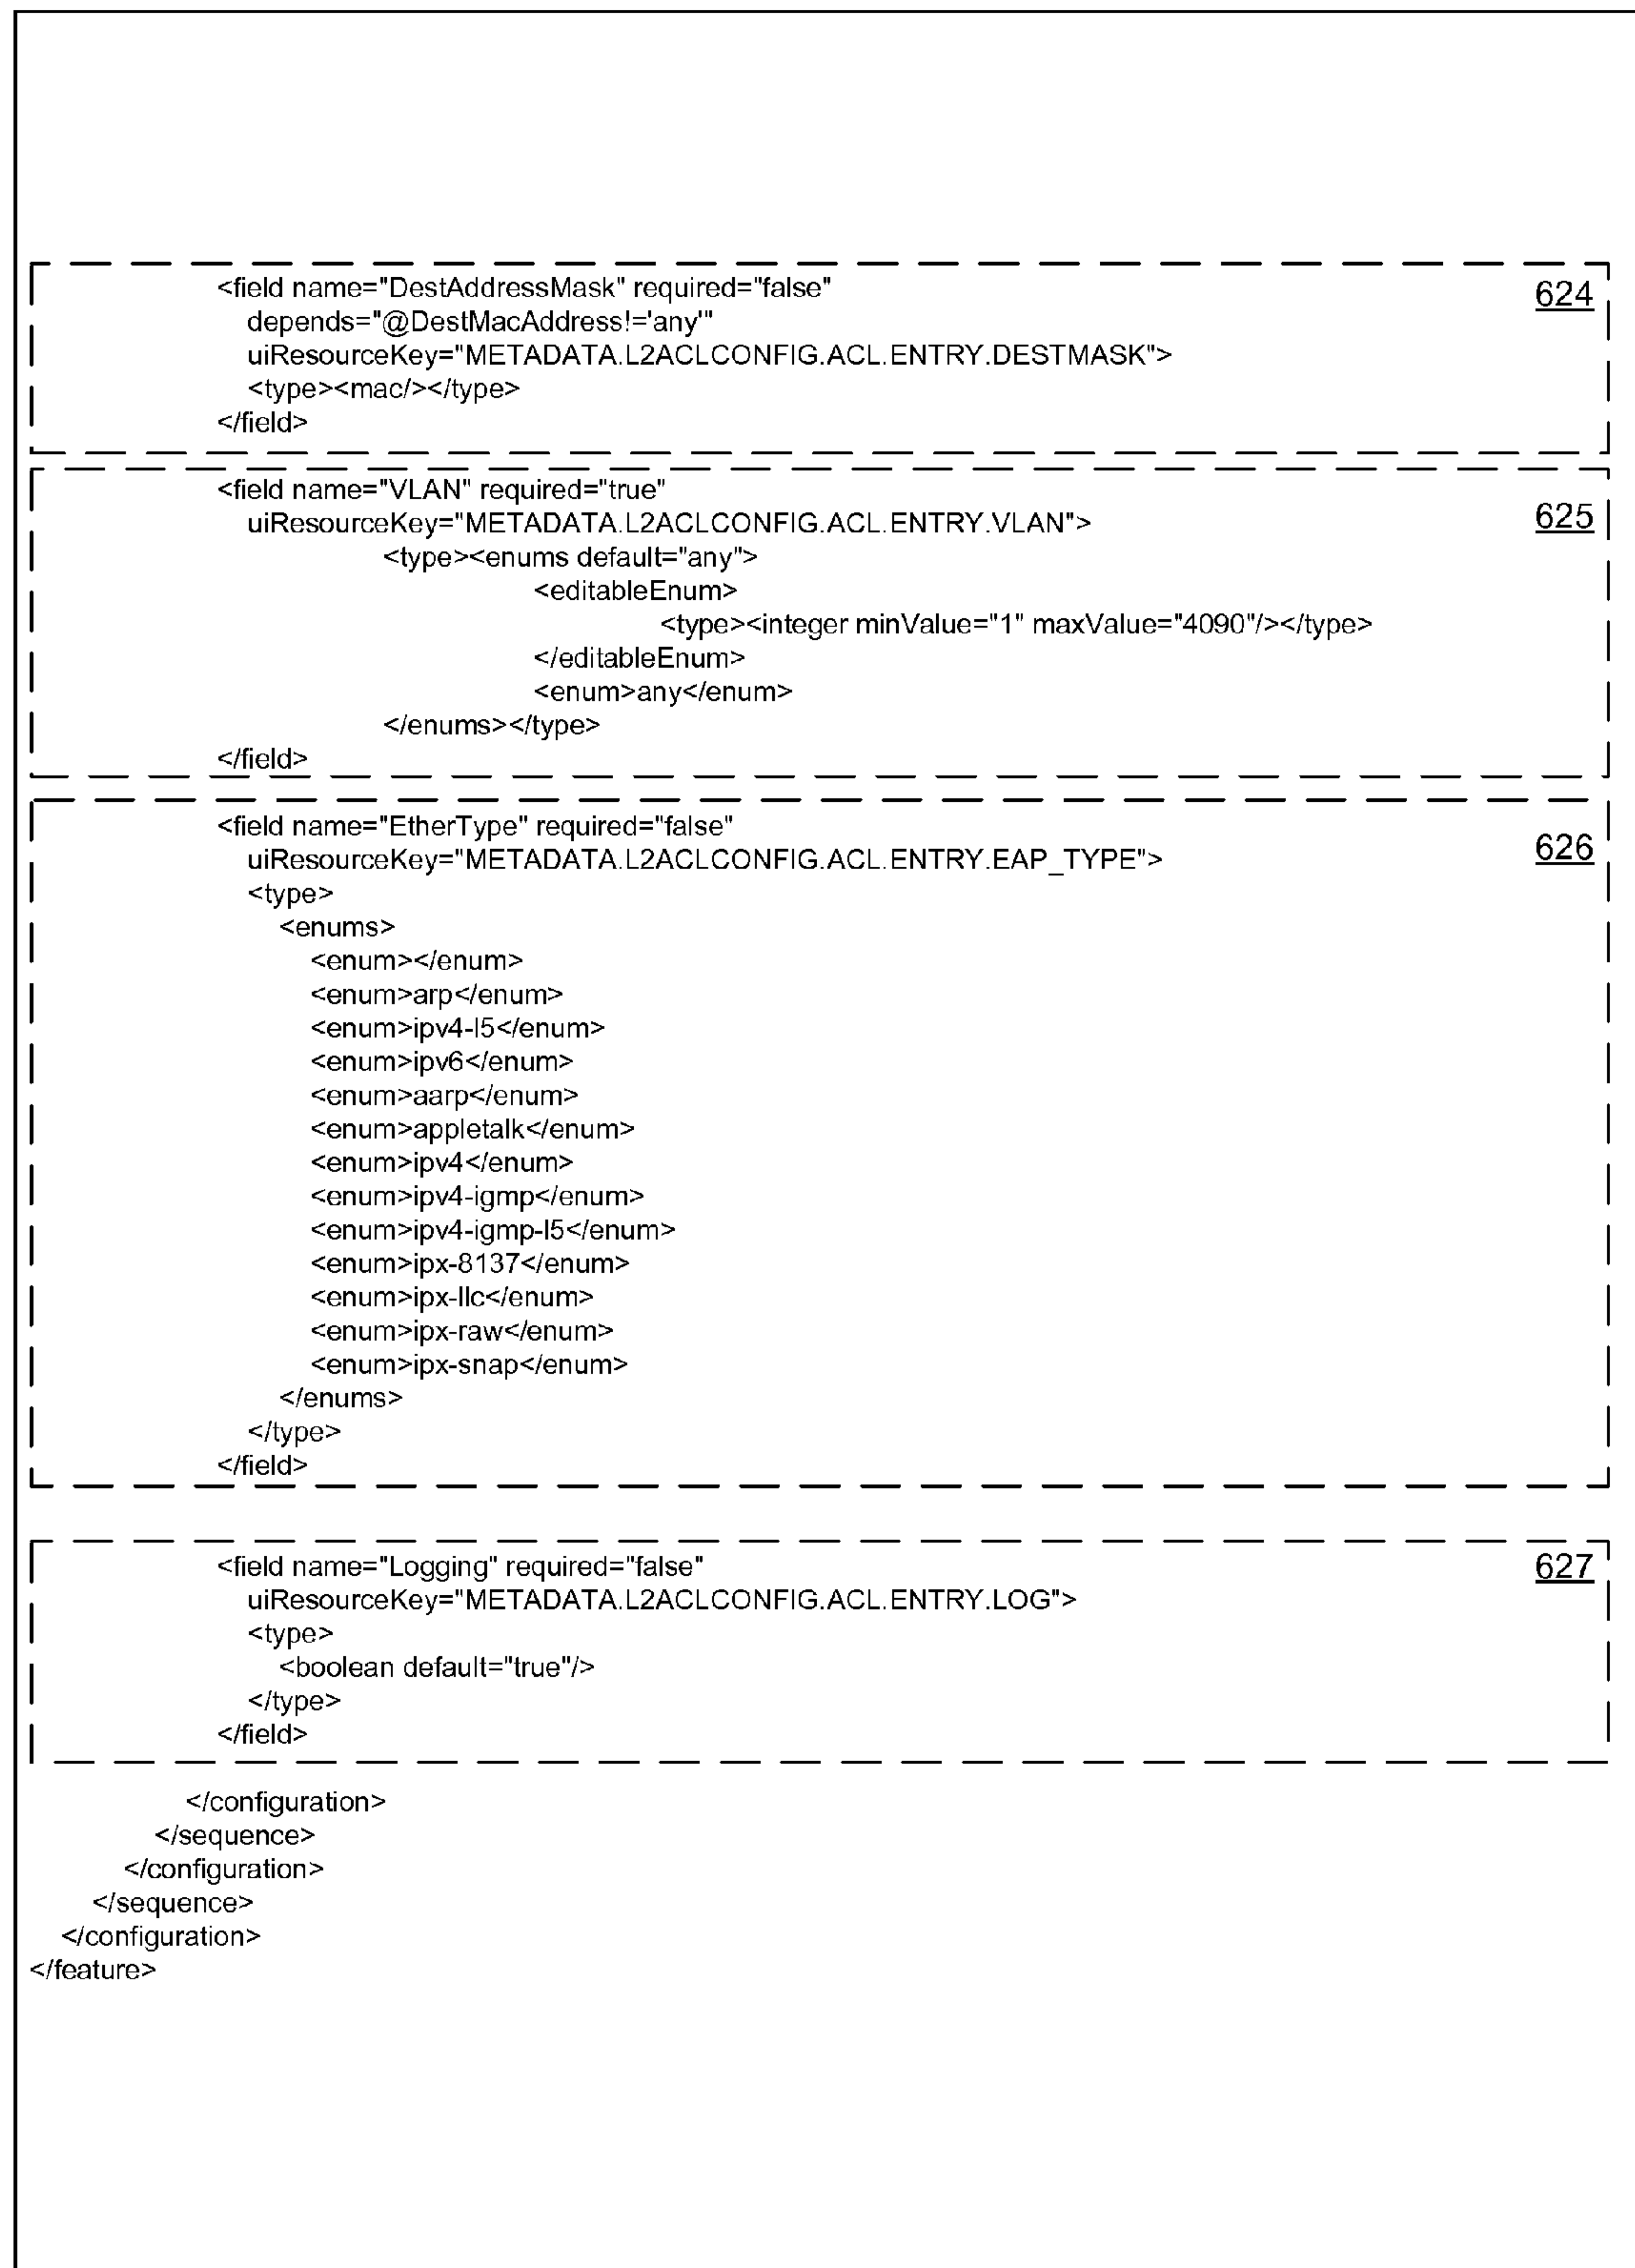 <field name="DestAddressMask" required="false"
624
depends="@DestMacAddress!='any'"
uiResourceKey="METADATA.L2ACLCONFIG.ACL.ENTRY.DESTMASK">
<type><mac/></type>
</field>
<field name="VLAN" required="true"
625
uiResourceKey="METADATA.L2ACLCONFIG.ACL.ENTRY.VLAN">
<type><enums default="any">
<editableEnum>
<type><integer minValue="1" maxValue="4090"/></type>
</editableEnum>
<enum>any</enum>
</enums></type>
</field>
<field name="EtherType" required="false"
626
uiResourceKey="METADATA.L2ACLCONFIG.ACL.ENTRY.EAP_TYPE">
<type>
<enums>
<enum></enum>
<enum>arp</enum>
<enum>ipv4-l5</enum>
<enum>ipv6</enum>
<enum>aarp</enum>
<enum>appletalk</enum>
<enum>ipv4</enum>
<enum>ipv4-igmp</enum>
<enum>ipv4-igmp-l5</enum>
<enum>ipx-8137</enum>
<enum>ipx-llc</enum>
<enum>ipx-raw</enum>
<enum>ipx-snap</enum>
</enums>
</type>
</field>
<field name="Logging" required="false"
627
uiResourceKey="METADATA.L2ACLCONFIG.ACL.ENTRY.LOG">
<type>
<boolean default="true"/>
</type>
</field>
</configuration>
</sequence>
</configuration>
</sequence>
</configuration>
</feature>